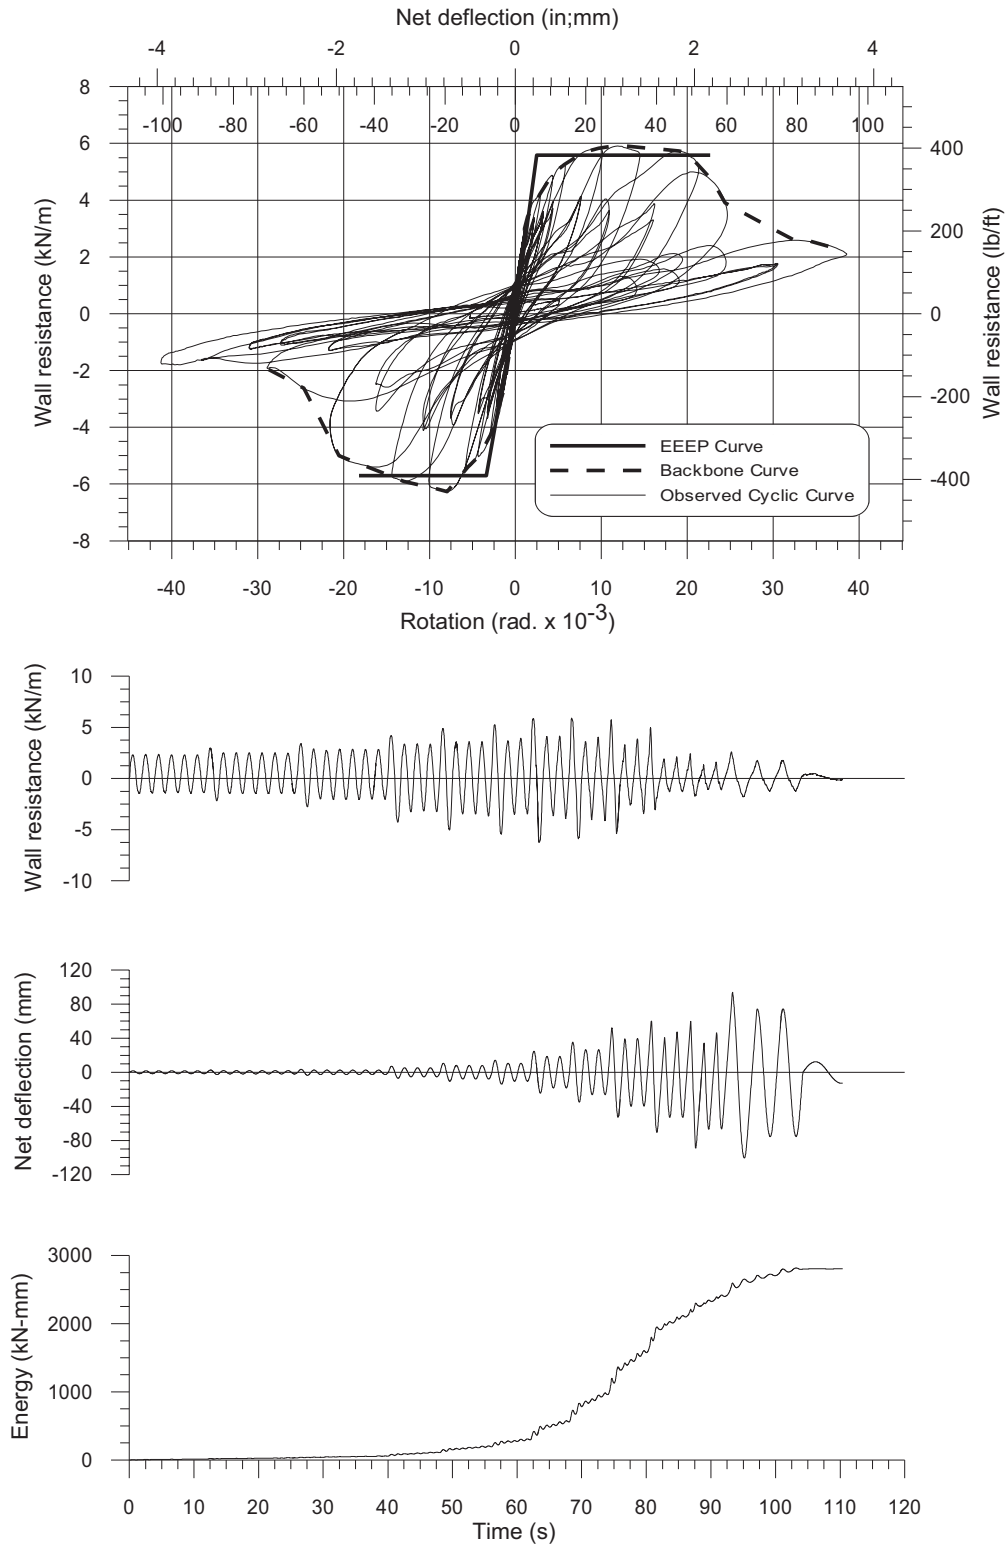 Net deflection (in;mm)
-4 -2 0 2 4
-100 -80 -60 -40 -20 0 20 40 60 80 100
8
6
4
2
0
-2
-4
-6
-8
Wall resistance (kN/m)
400
200
0
-200
-400
Wall resistance (lb/ft)
EEEP Curve
Backbone Curve
Observed Cyclic Curve
-40 -30 -20 -10 0 10 20 30 40
Rotation (rad. x 10-3)
10
5
0
-5
-10
Wall resistance (kN/m)
120
80
40
0
-40
-80
-120
Net deflection (mm)
3000
2000
1000
0
Energy (kN-mm)
0 10 20 30 40 50 60 70 80 90 100 110 120
Time (s)